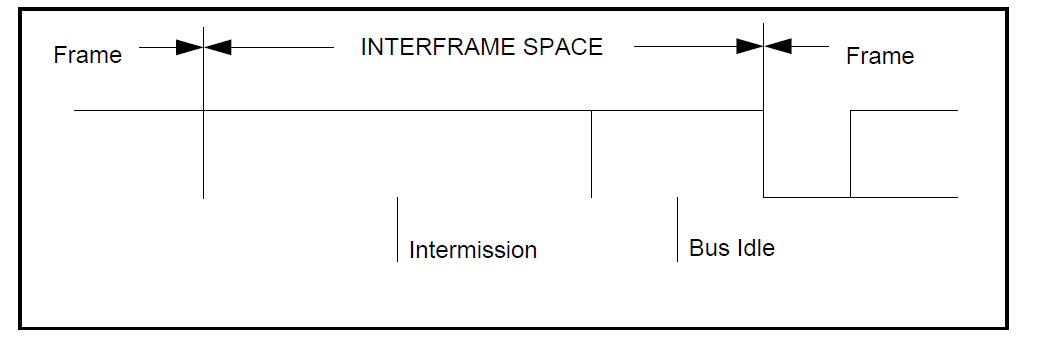 Frame
INTERFRAME SPACE
Frame
Intermission
Bus Idle